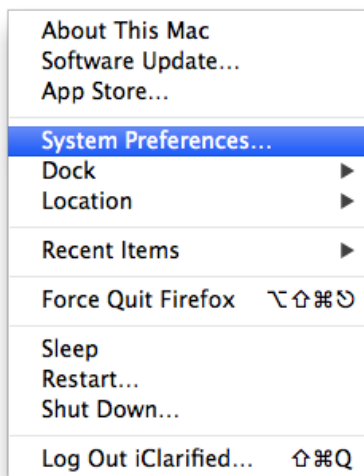 About This Mac
Software Update...
App Store...
System Preferences...
Dock ▶
Location ▶
Recent Items ▶
Force Quit Firefox ⌥⇧⌘⎋
Sleep
Restart...
Shut Down...
Log Out iClarified... ⇧⌘Q